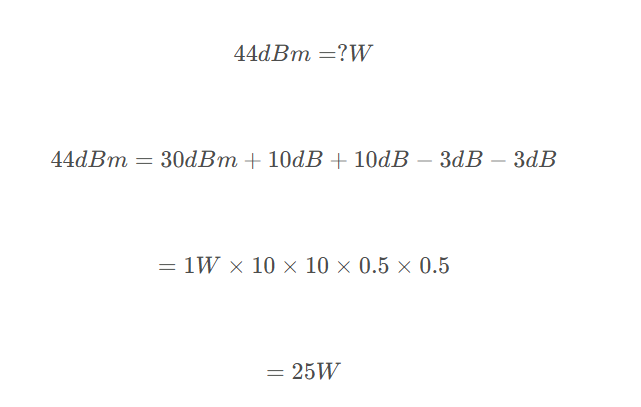 44dBm =?W
44dBm = 30dBm + 10dB + 10dB − 3dB − 3dB
= 1W × 10 × 10 × 0.5 × 0.5
= 25W